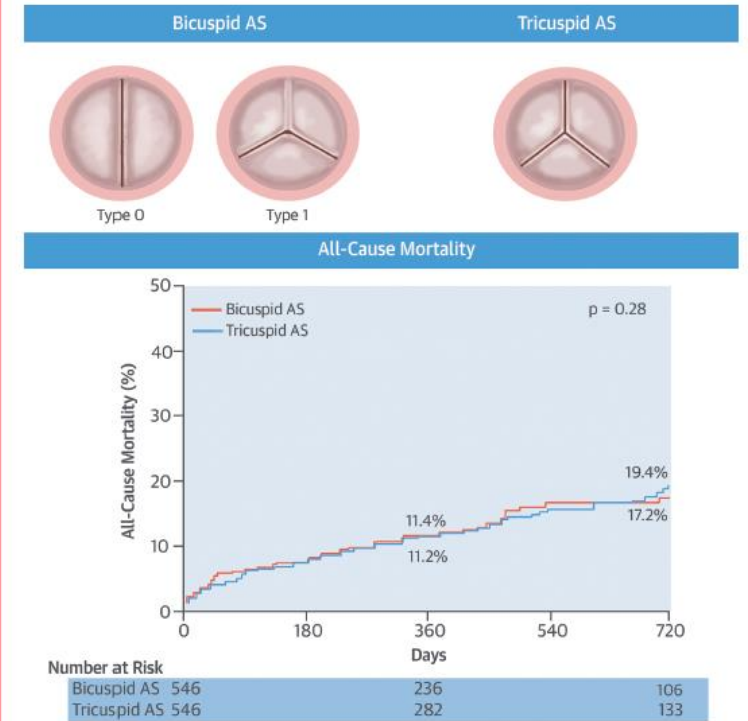 Bicuspid AS Tricuspid AS
Type 0 Type 1
All-Cause Mortality
50
Bicuspid AS p = 0.28
Tricuspid AS
40
30
20
10
0
All-Cause Mortality (%)
19.4%
17.2%
11.4%
11.2%
0 180 360 540 720
Days
Number at Risk
Bicuspid AS 546 236 106
Tricuspid AS 546 282 133